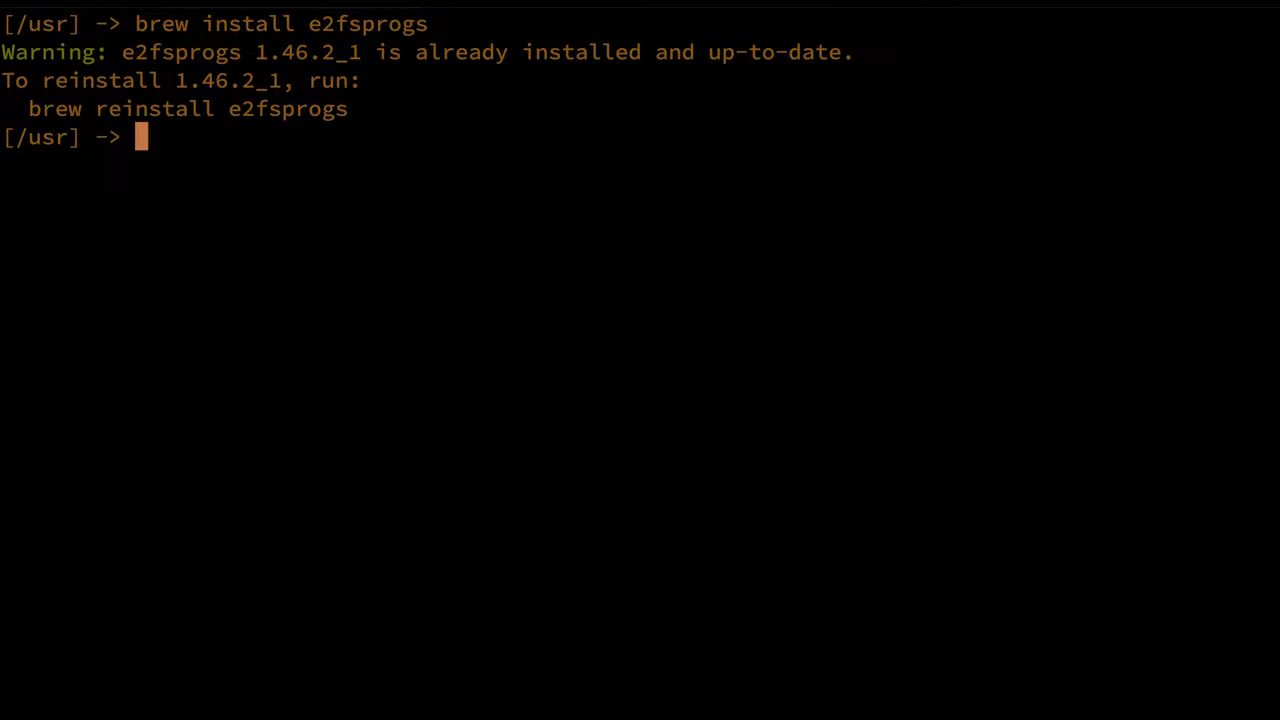 [/usr] -> brew install e2fsprogs
Warning: e2fsprogs 1.46.2_1 is already installed and up-to-date.
To reinstall 1.46.2_1, run:
  brew reinstall e2fsprogs
[/usr] ->